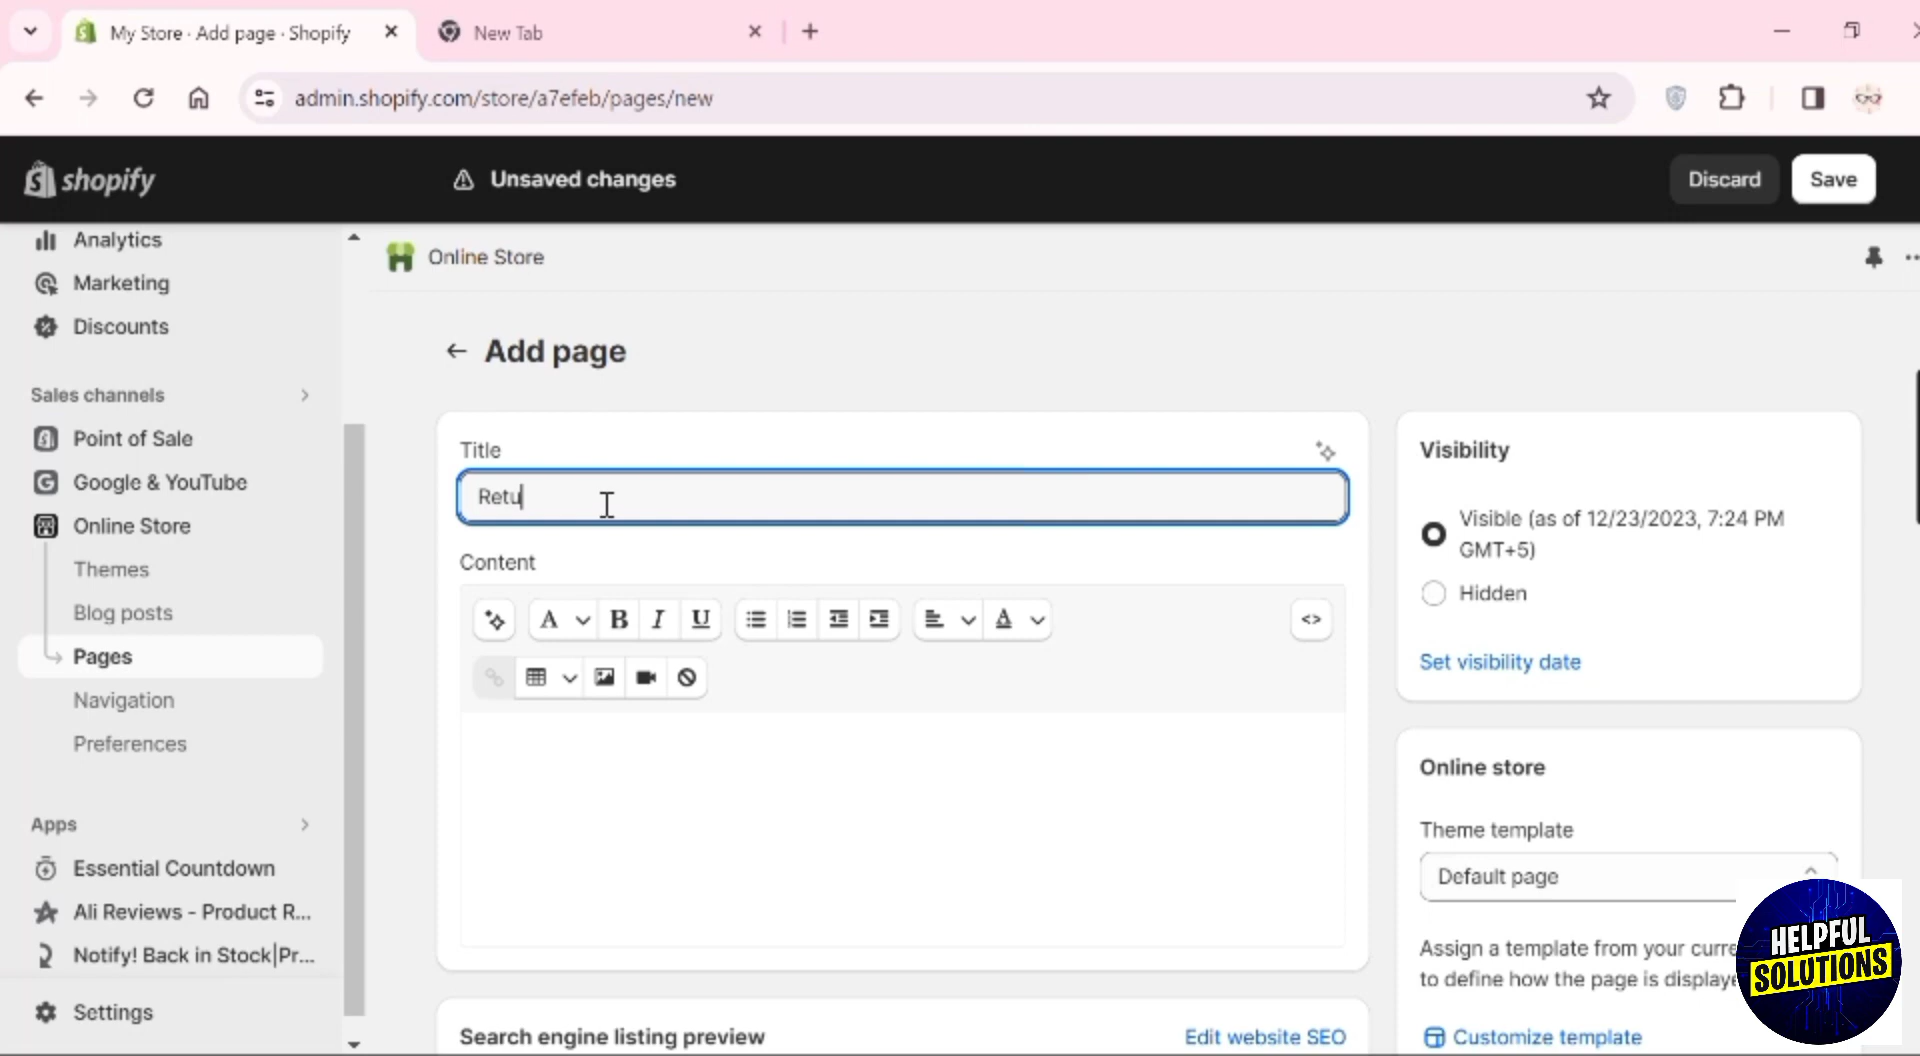 My Store · Add page · Shopify
New Tab
admin.shopify.com/store/a7efeb/pages/new
shopify
Unsaved changes
Discard
Save
Analytics
Marketing
Discounts
Sales channels
Point of Sale
Google & YouTube
Online Store
Themes
Blog posts
Pages
Navigation
Preferences
Apps
Essential Countdown
Ali Reviews - Product R...
Notify! Back in Stock|Pr...
Settings
Online Store
Add page
Title
Retu
Content
A
B
I
U
A
<>
Search engine listing preview
Edit website SEO
Visibility
Visible (as of 12/23/2023, 7:24 PM
GMT+5)
Hidden
Set visibility date
Online store
Theme template
Default page
Assign a template from your
to define how the page is
Customize template
HELPFUL
SOLUTIONS